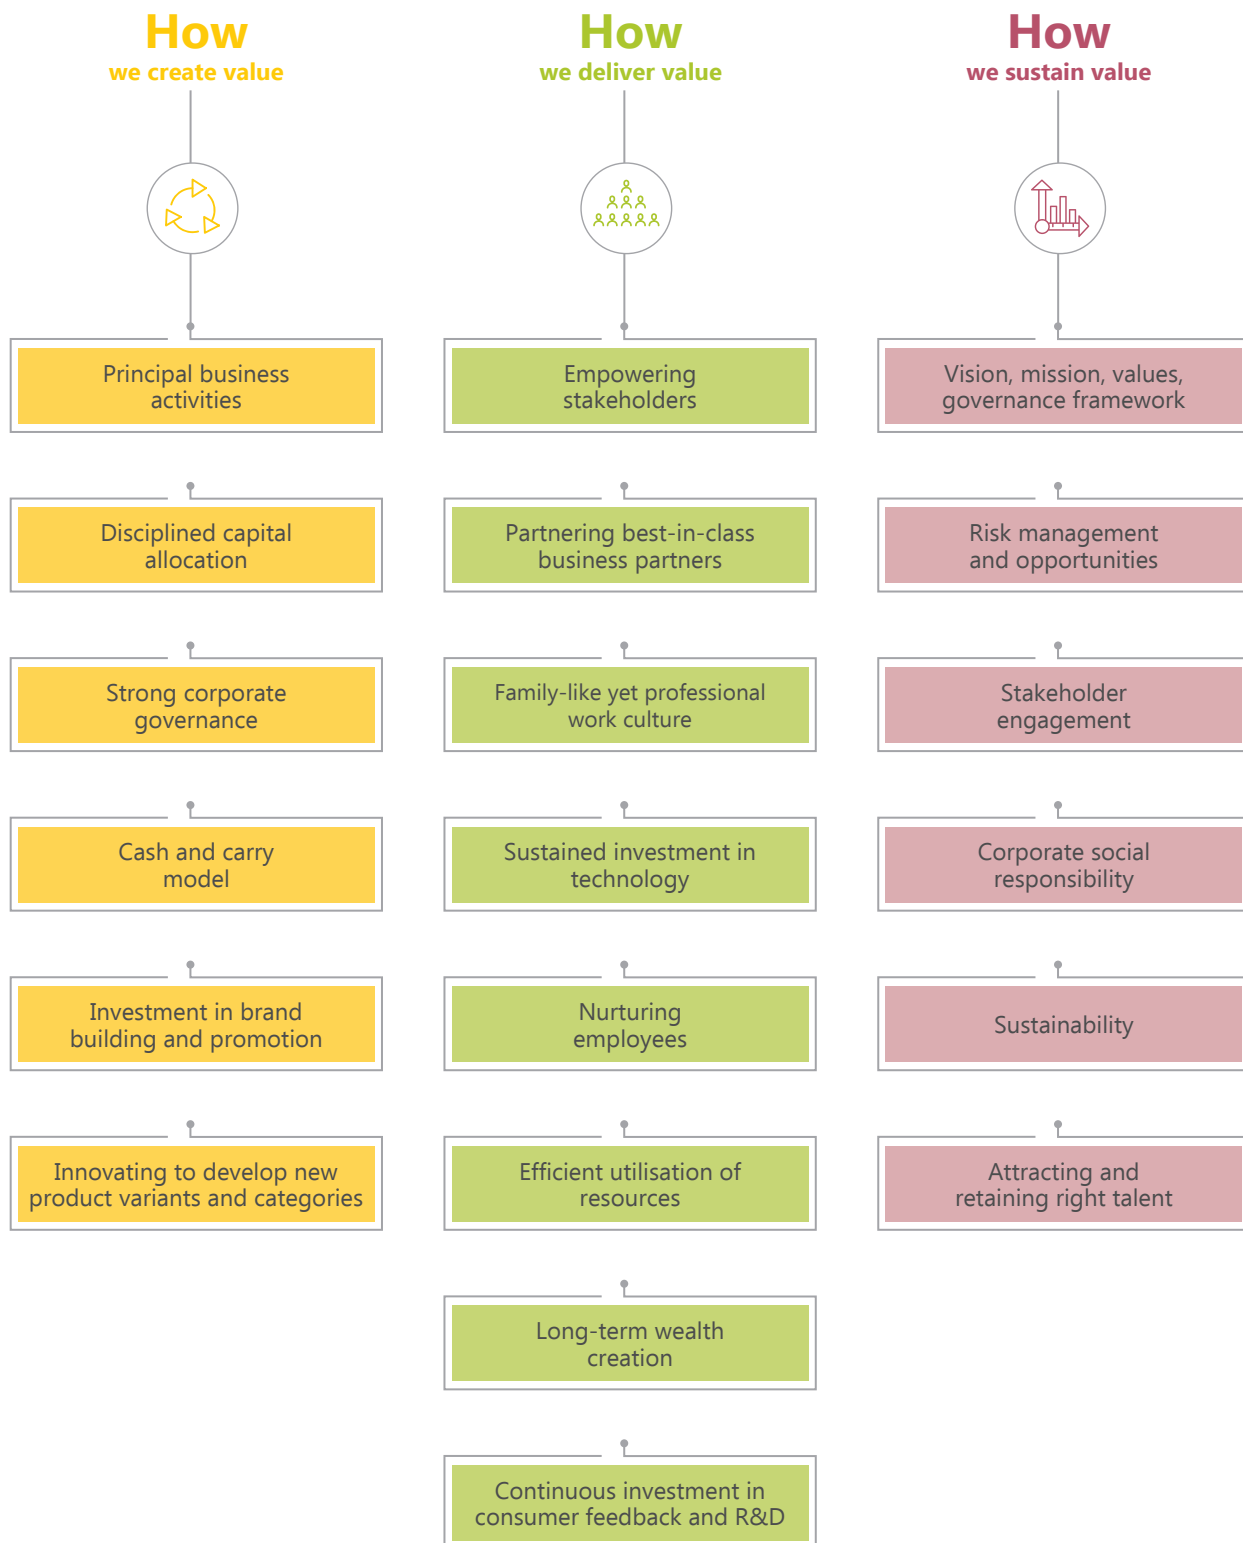 How
we create value
Principal business
activities
Disciplined capital
allocation
Strong corporate
governance
Cash and carry
model
Investment in brand
building and promotion
Innovating to develop new
product variants and categories
How
we deliver value
Empowering
stakeholders
Partnering best-in-class
business partners
Family-like yet professional
work culture
Sustained investment in
technology
Nurturing
employees
Efficient utilisation of
resources
Long-term wealth
creation
Continuous investment in
consumer feedback and R&D
How
we sustain value
Vision, mission, values,
governance framework
Risk management
and opportunities
Stakeholder
engagement
Corporate social
responsibility
Sustainability
Attracting and
retaining right talent